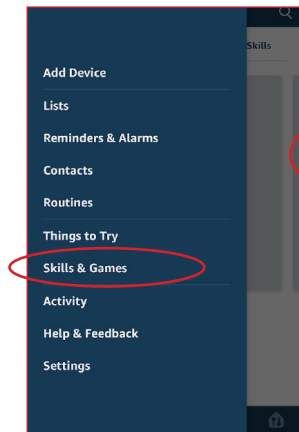 Skills
Add Device
Lists
Reminders & Alarms
Contacts
Routines
Things to Try
Skills & Games
Activity
Help & Feedback
Settings